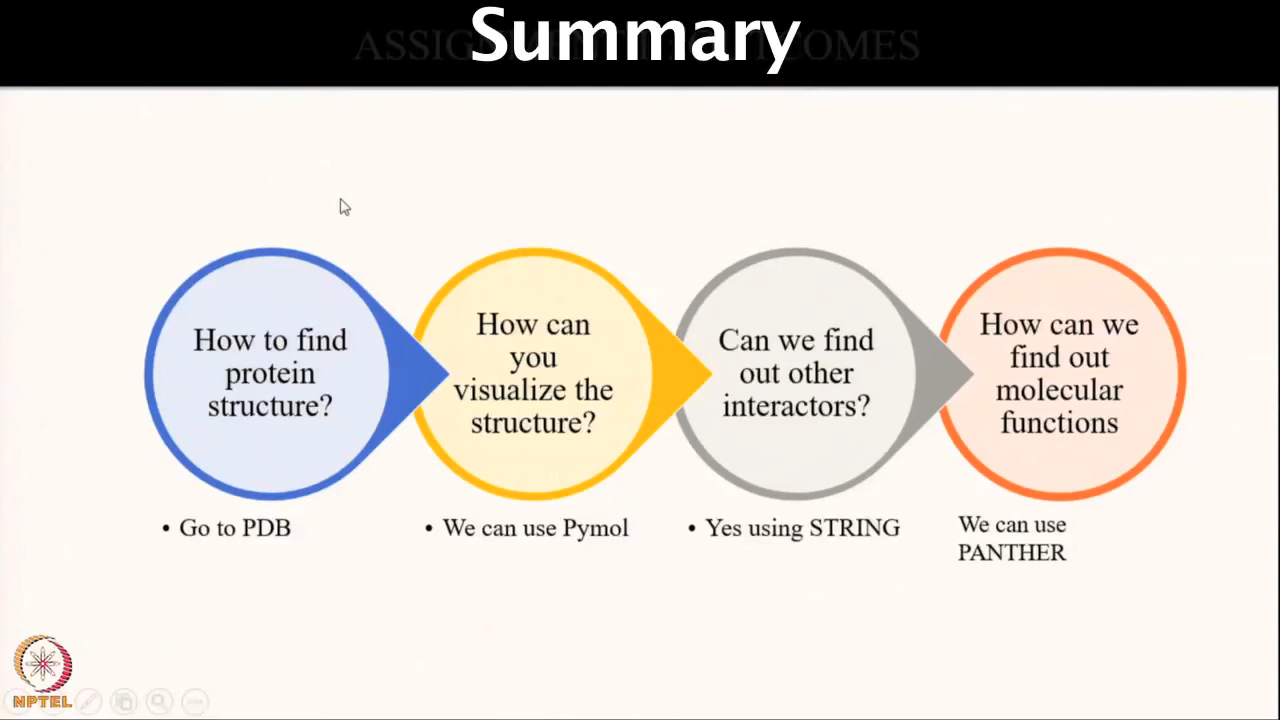 Summary
How to find
protein
structure?
How can
you
visualize the
structure?
Can we find
out other
interactors?
How can we
find out
molecular
functions
• Go to PDB
• We can use Pymol
• Yes using STRING
We can use
PANTHER
NPTEL